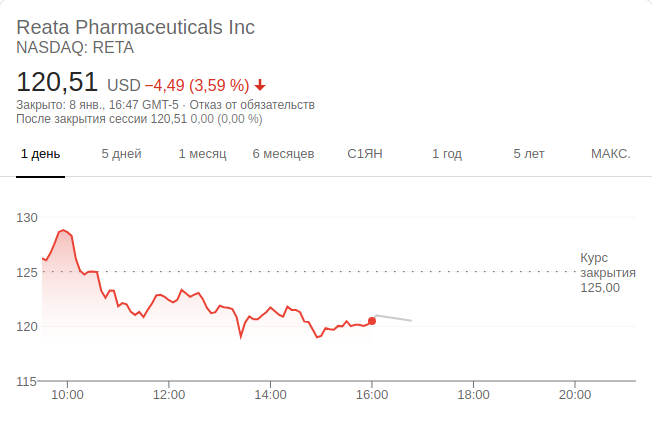 Reata Pharmaceuticals Inc
NASDAQ: RETA
120,51 USD −4,49 (3,59 %)
Закрыто: 8 янв., 16:47 GMT-5 · Отказ от обязательств
После закрытия сессии 120,51 0,00 (0,00 %)
1 день 5 дней 1 месяц 6 месяцев С1ЯН 1 год 5 лет МАКС.
130
Курс
125 закрытия
125,00
120
115
10:00 12:00 14:00 16:00 18:00 20:00